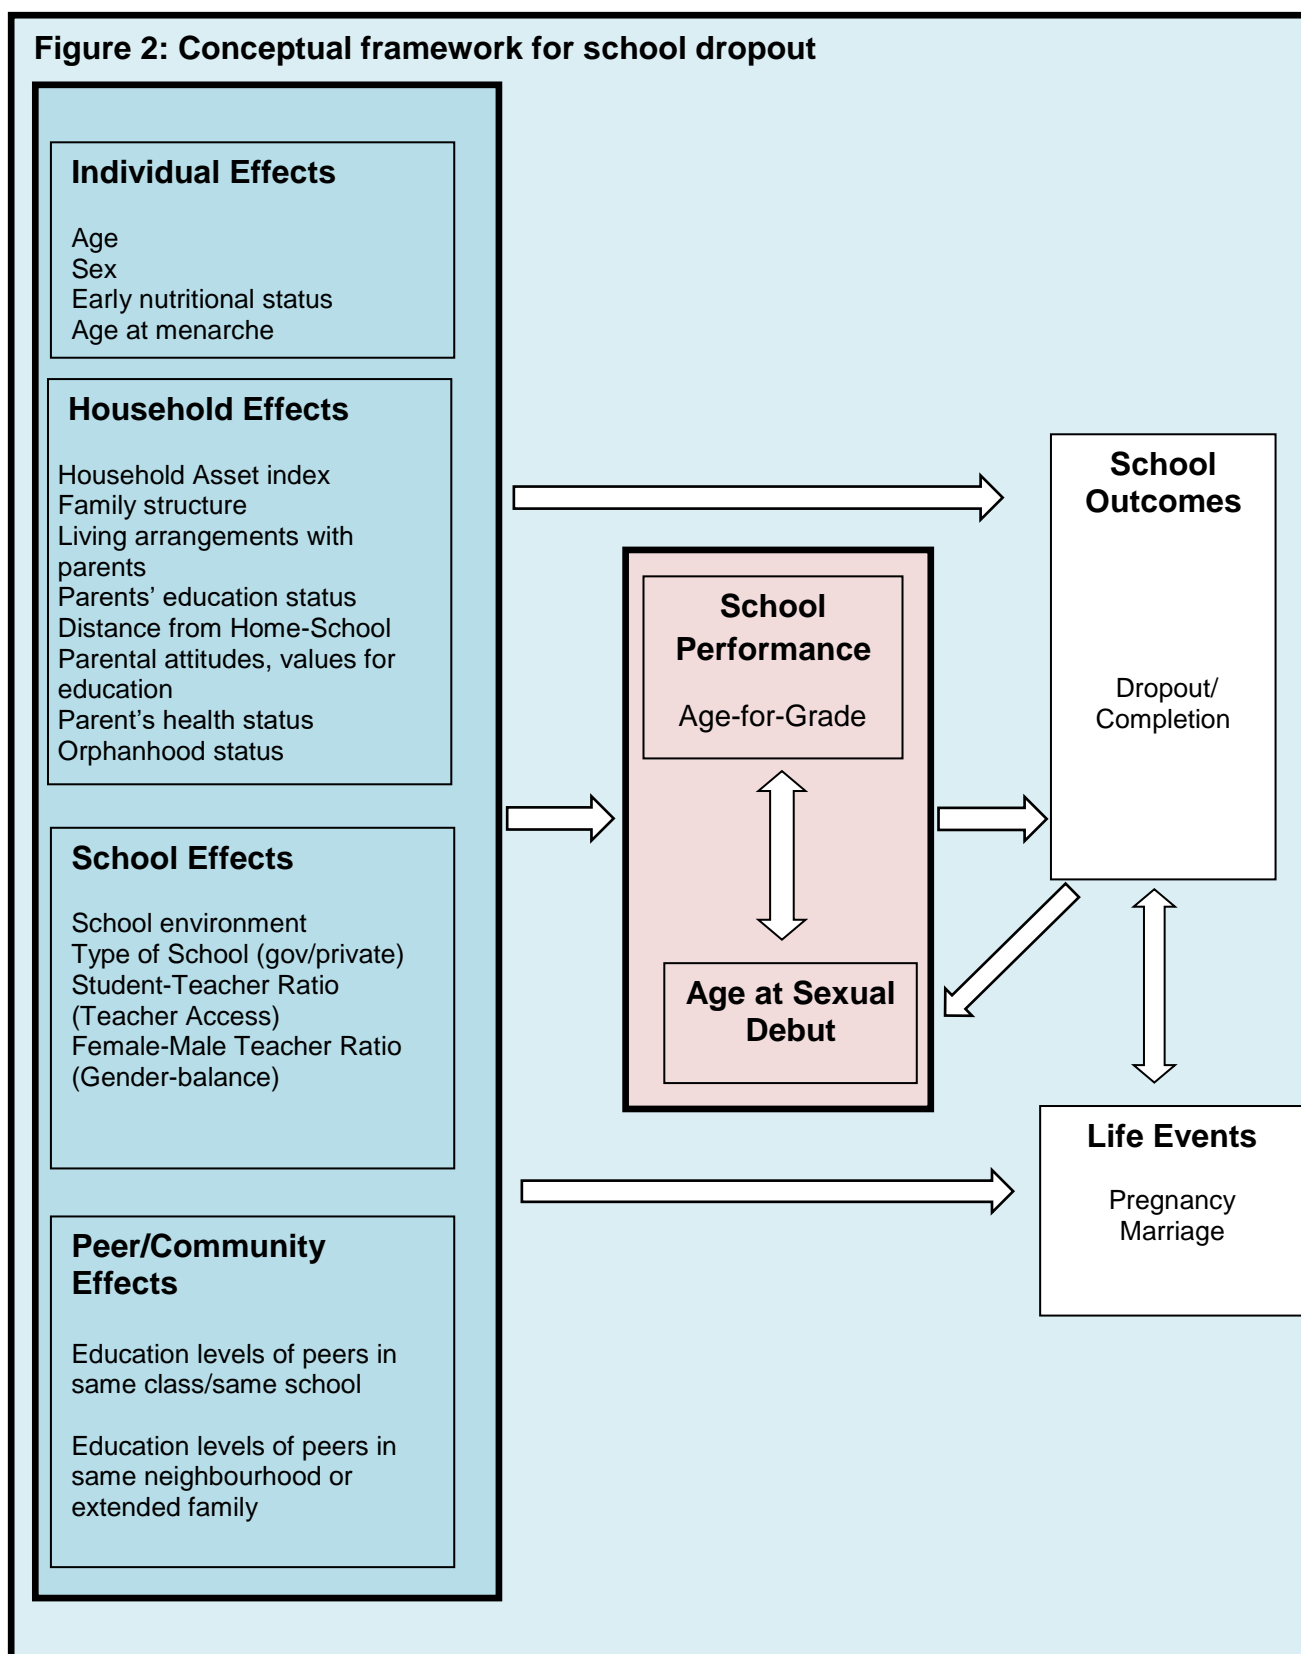 Figure 2: Conceptual framework for school dropout
Individual Effects
Age
Sex
Early nutritional status
Age at menarche
Household Effects
Household Asset index
Family structure
Living arrangements with
parents
Parents’ education status
Distance from Home-School
Parental attitudes, values for
education
Parent’s health status
Orphanhood status
School Effects
School environment
Type of School (gov/private)
Student-Teacher Ratio
(Teacher Access)
Female-Male Teacher Ratio
(Gender-balance)
Peer/Community
Effects
Education levels of peers in
same class/same school
Education levels of peers in
same neighbourhood or
extended family
School
Performance
Age-for-Grade
Age at Sexual
Debut
School
Outcomes
Dropout/
Completion
Life Events
Pregnancy
Marriage